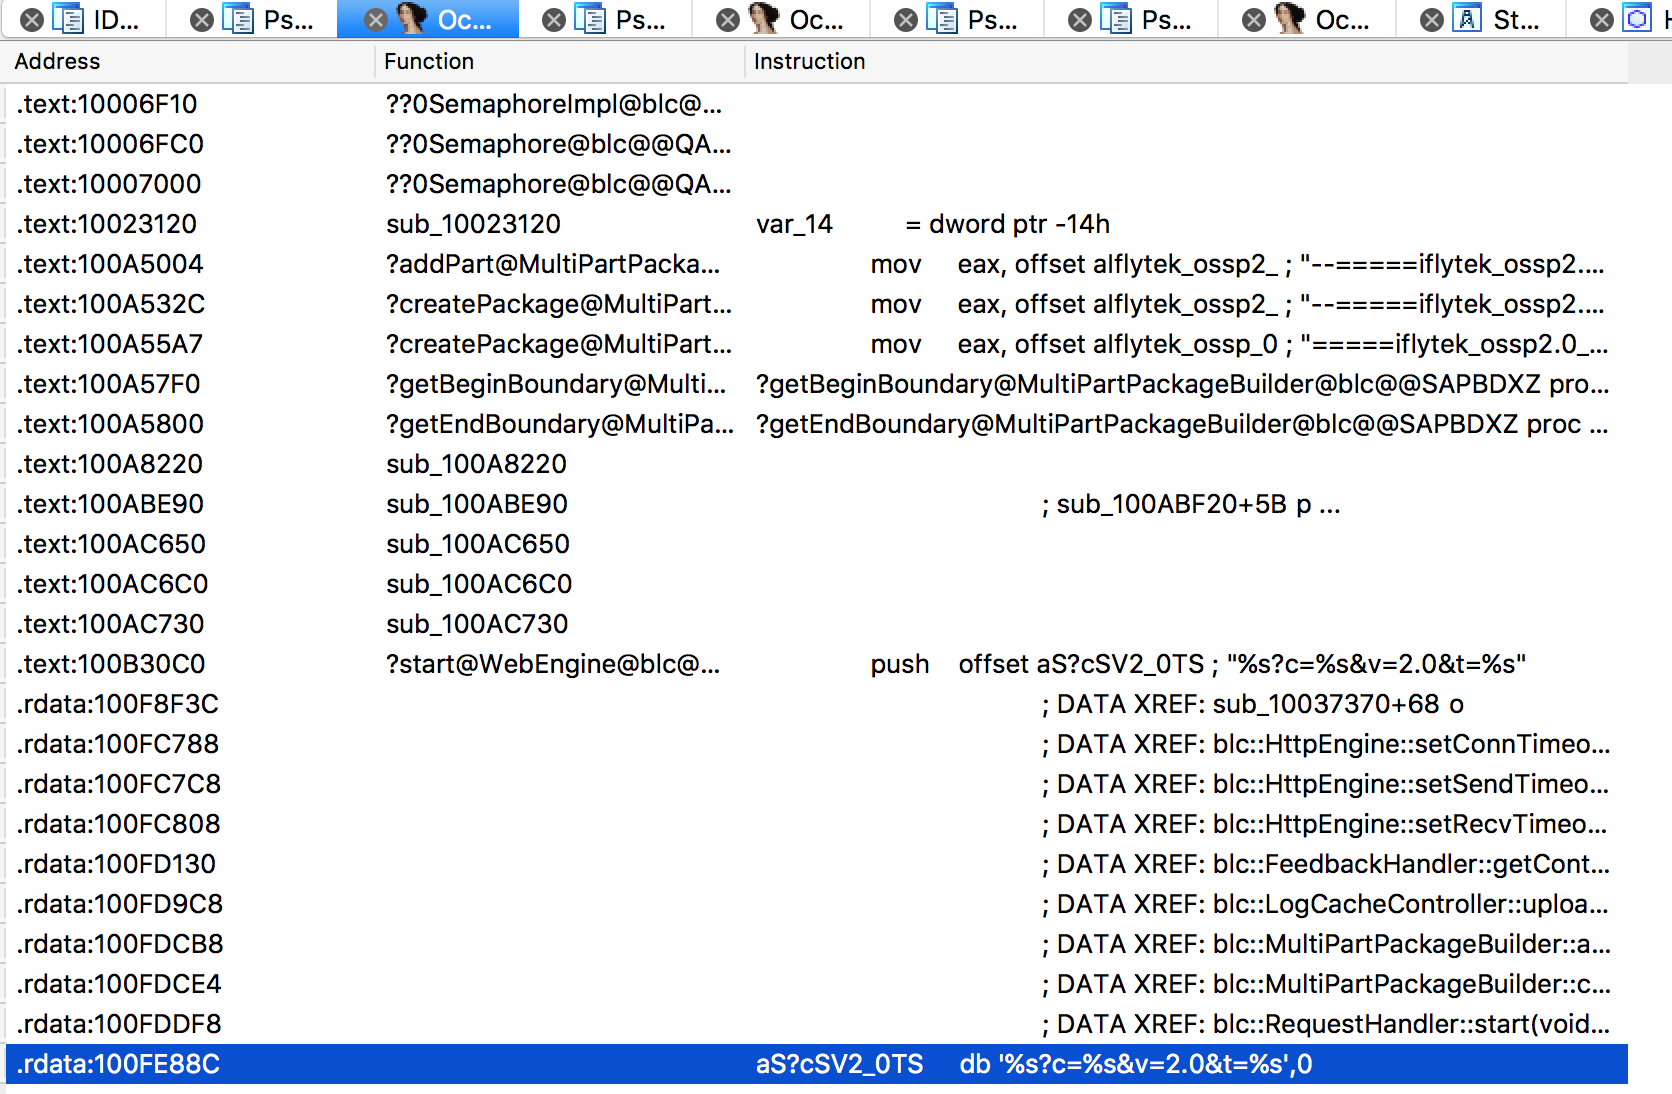 ID... Ps... Oc... Ps... Oc... Ps... Ps... Oc... St... H
Address Function Instruction
.text:10006F10 ??0SemaphoreImpl@blc@...
.text:10006FC0 ??0Semaphore@blc@@QA...
.text:10007000 ??0Semaphore@blc@@QA...
.text:10023120 sub_10023120 var_14 = dword ptr -14h
.text:100A5004 ?addPart@MultiPartPacka... mov eax, offset aIflytek_ossp2_ ; "--=====iflytek_ossp2....
.text:100A532C ?createPackage@MultiPart... mov eax, offset aIflytek_ossp2_ ; "--=====iflytek_ossp2....
.text:100A55A7 ?createPackage@MultiPart... mov eax, offset aIflytek_ossp_0 ; "=====iflytek_ossp2.0_...
.text:100A57F0 ?getBeginBoundary@Multi... ?getBeginBoundary@MultiPartPackageBuilder@blc@@SAPBDXZ pro...
.text:100A5800 ?getEndBoundary@MultiPa... ?getEndBoundary@MultiPartPackageBuilder@blc@@SAPBDXZ proc ...
.text:100A8220 sub_100A8220
.text:100ABE90 sub_100ABE90 ; sub_100ABF20+5B p ...
.text:100AC650 sub_100AC650
.text:100AC6C0 sub_100AC6C0
.text:100AC730 sub_100AC730
.text:100B30C0 ?start@WebEngine@blc@... push offset aS?cSV2_0TS ; "%s?c=%s&v=2.0&t=%s"
.rdata:100F8F3C ; DATA XREF: sub_10037370+68 o
.rdata:100FC788 ; DATA XREF: blc::HttpEngine::setConnTimeo...
.rdata:100FC7C8 ; DATA XREF: blc::HttpEngine::setSendTimeo...
.rdata:100FC808 ; DATA XREF: blc::HttpEngine::setRecvTimeo...
.rdata:100FD130 ; DATA XREF: blc::FeedbackHandler::getCont...
.rdata:100FD9C8 ; DATA XREF: blc::LogCacheController::uploa...
.rdata:100FDCB8 ; DATA XREF: blc::MultiPartPackageBuilder::a...
.rdata:100FDCE4 ; DATA XREF: blc::MultiPartPackageBuilder::c...
.rdata:100FDDF8 ; DATA XREF: blc::RequestHandler::start(void...
.rdata:100FE88C aS?cSV2_0TS db '%s?c=%s&v=2.0&t=%s',0